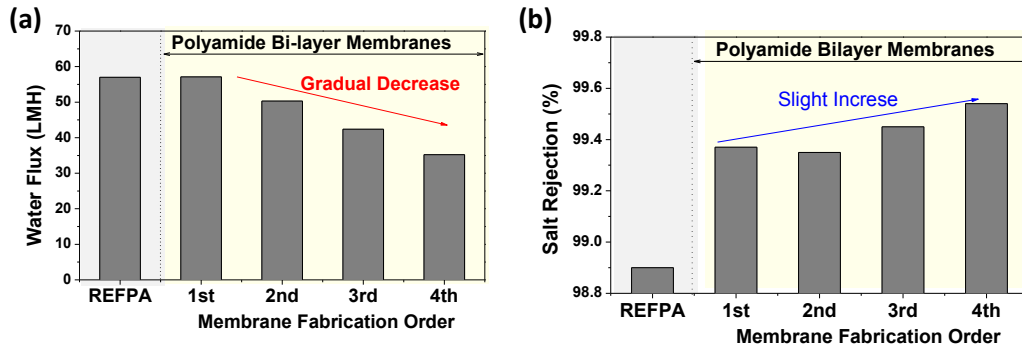 (a)
70
60
50
40
30
20
10
0
Water Flux (LMH)
Polyamide Bi-layer Membranes
Gradual Decrease
REFPA 1st 2nd 3rd 4th
Membrane Fabrication Order
(b)
99.8
99.6
99.4
99.2
99.0
98.8
Salt Rejection (%)
Polyamide Bilayer Membranes
Slight Increse
REFPA 1st 2nd 3rd 4th
Membrane Fabrication Order